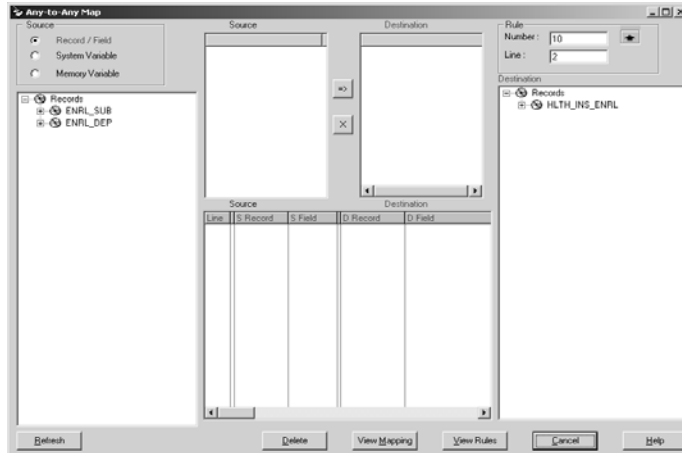 Any-to-Any Map
Source
Record / Field
System Variable
Memory Variable
Records
ENRL_SUB
ENRL_DEP
Source Destination
=>
X
Rule
Number : 10
Line : 2
Destination
Records
HLTH_INS_ENRL
Source Destination
Line S Record S Field D Record D Field
Refresh Delete View Mapping View Rules Cancel Help